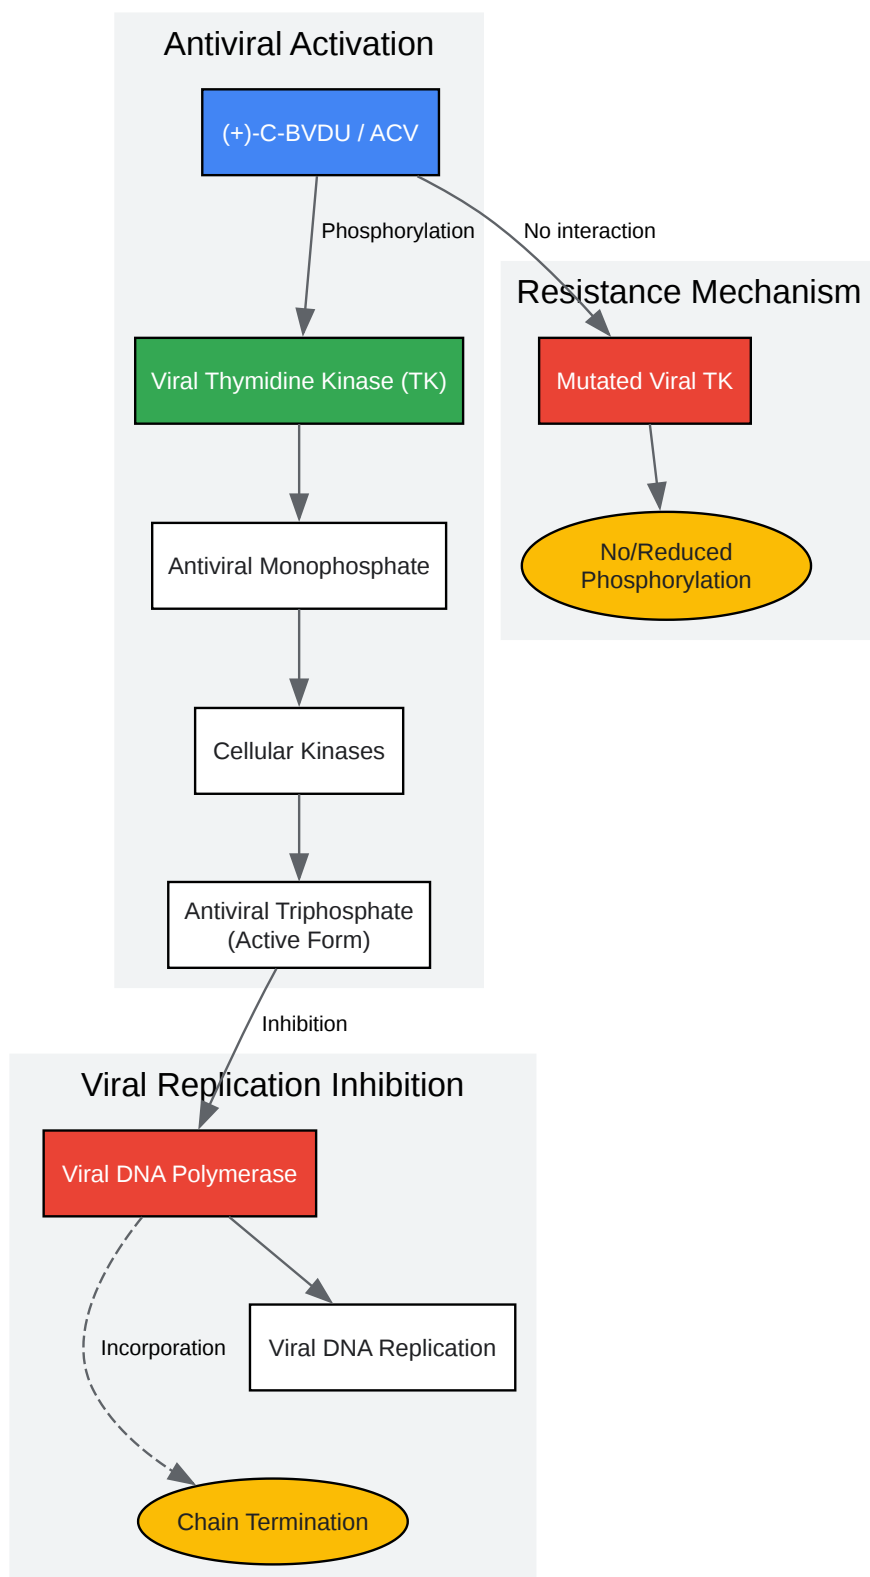 Antiviral Activation
(+)-C-BVDU / ACV
Phosphorylation
No interaction
Resistance Mechanism
Viral Thymidine Kinase (TK)
Mutated Viral TK
Antiviral Monophosphate
No/Reduced
Phosphorylation
Cellular Kinases
Antiviral Triphosphate
(Active Form)
Inhibition
Viral Replication Inhibition
Viral DNA Polymerase
Incorporation
Viral DNA Replication
Chain Termination